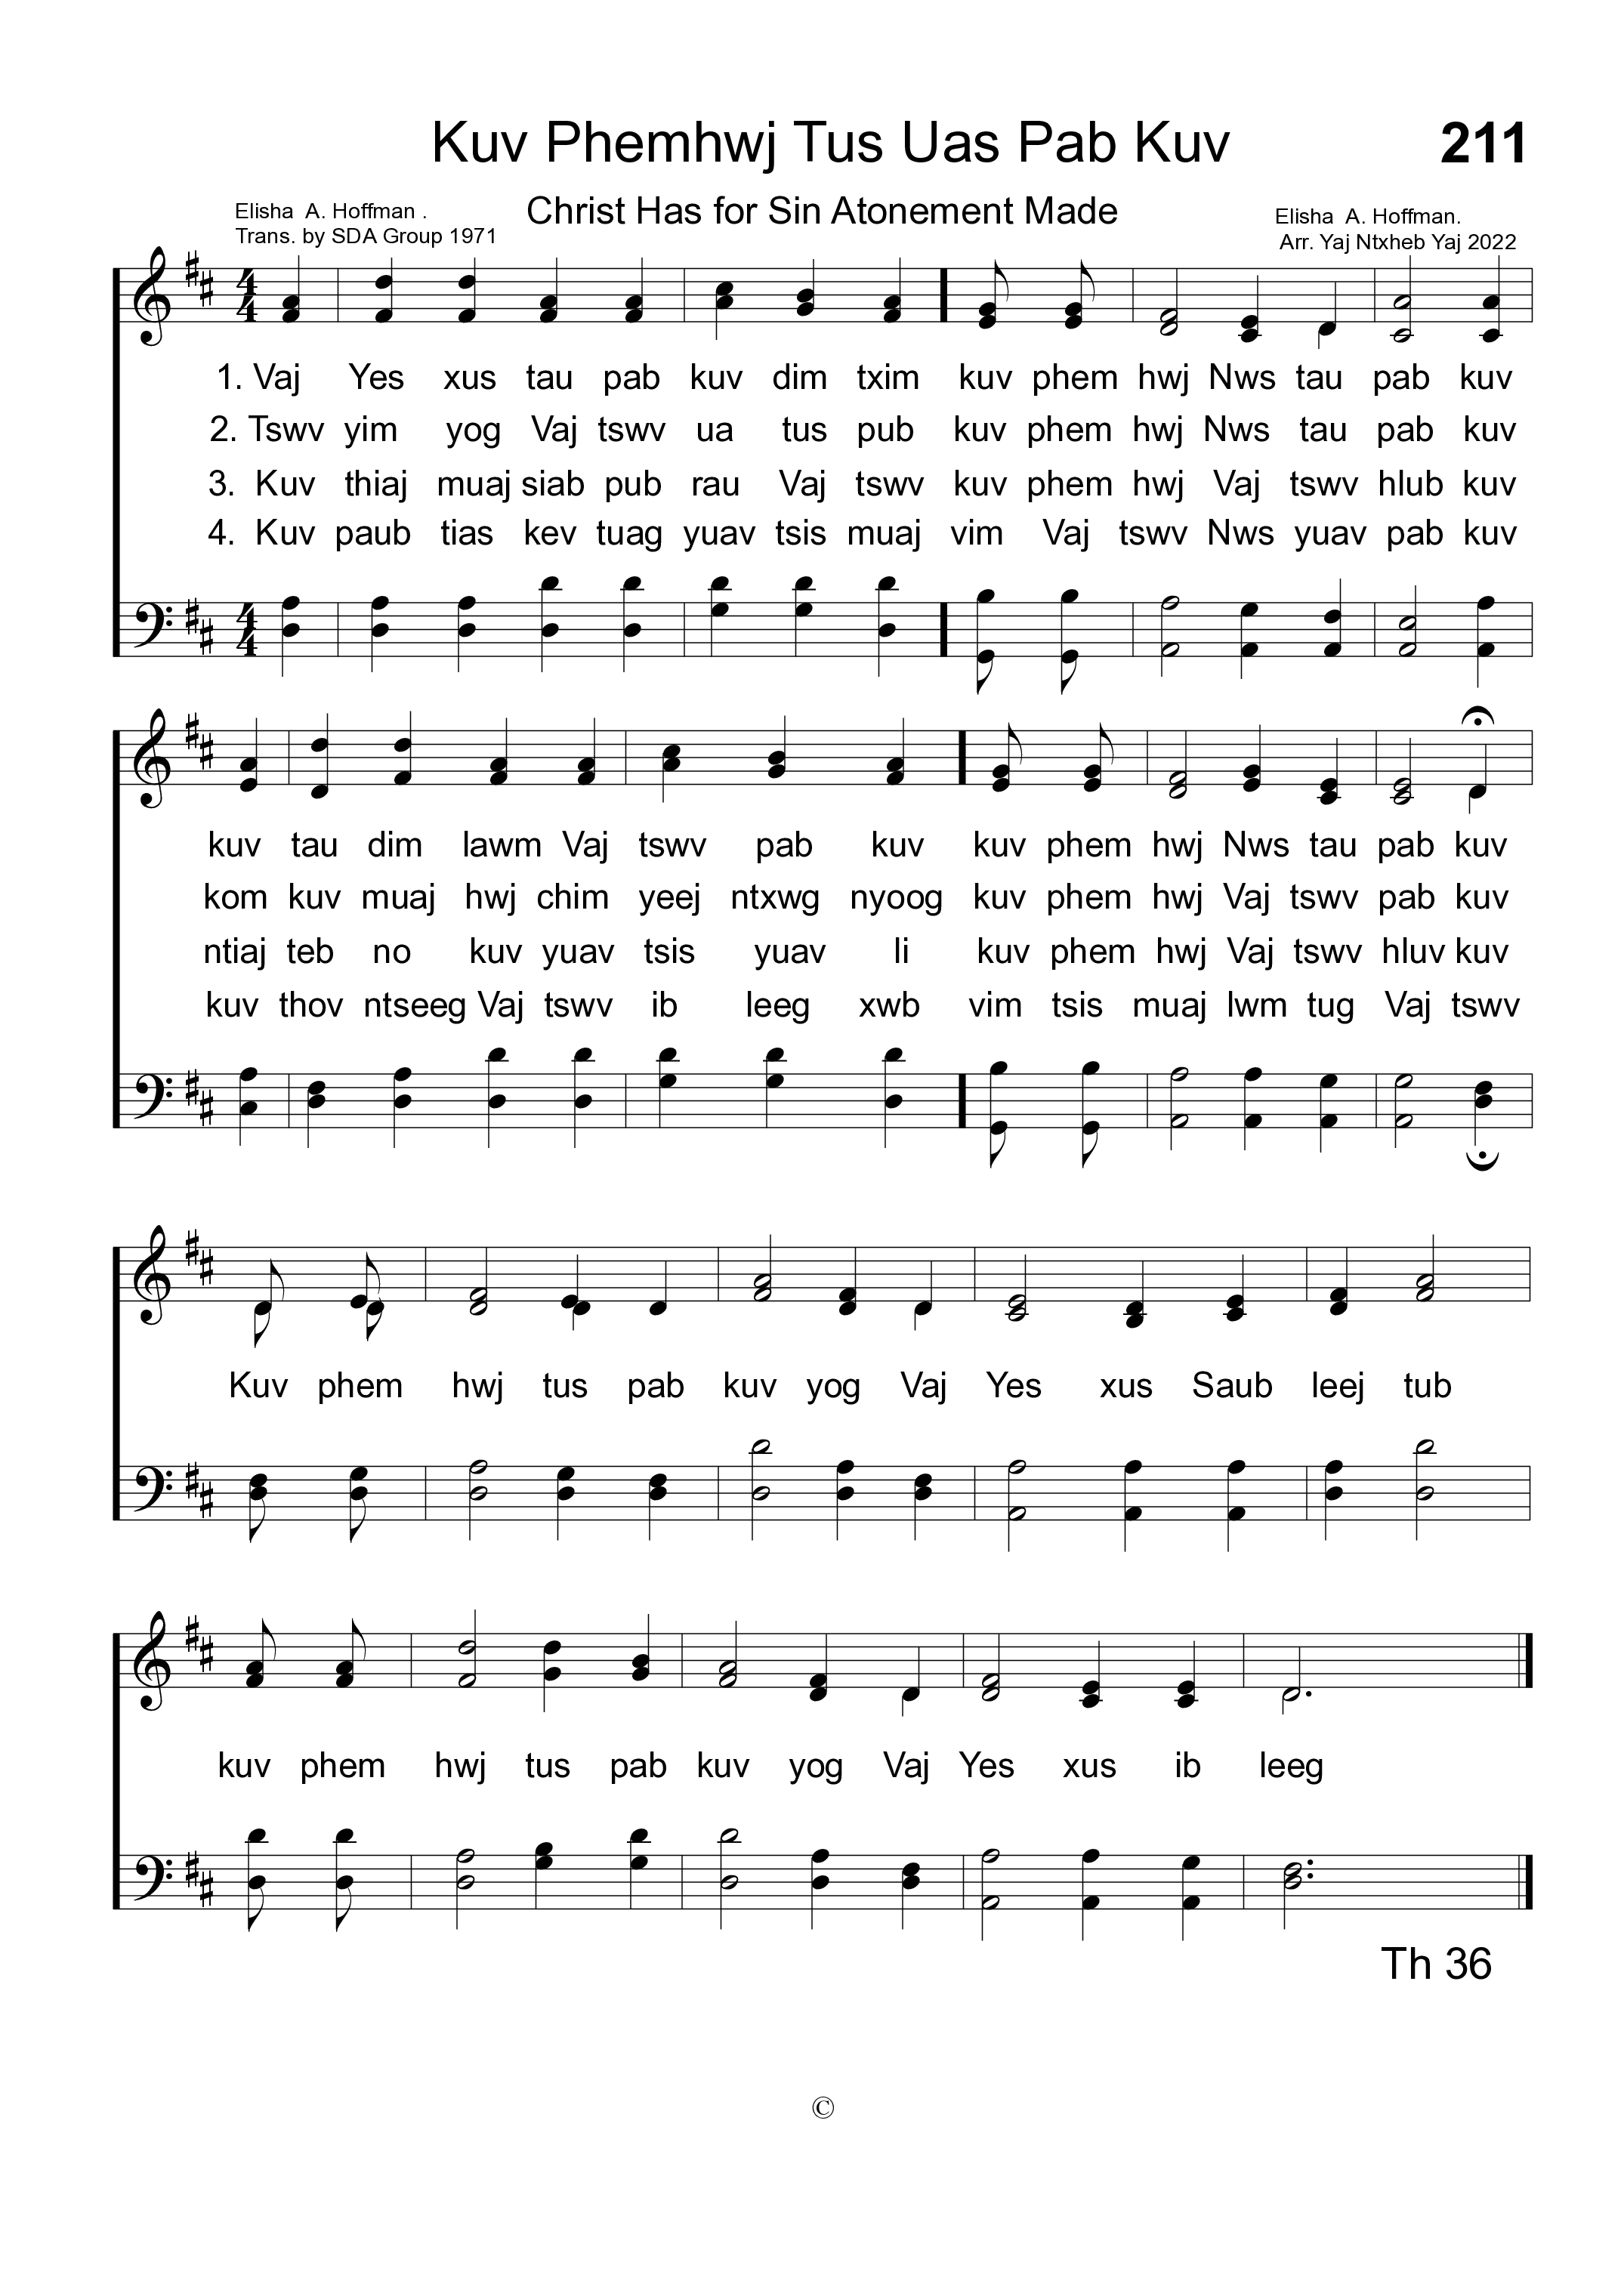 Kuv Phemhwj Tus Uas Pab Kuv
211
Christ Has for Sin Atonement Made
Elisha A. Hoffman .
Trans. by SDA Group 1971
Elisha A. Hoffman.
Arr. Yaj Ntxheb Yaj 2022
4
4
1. Vaj Yes xus tau pab kuv dim txim kuv phem hwj Nws tau pab kuv
2. Tswv yim yog Vaj tswv ua tus pub kuv phem hwj Nws tau pab kuv
3. Kuv thiaj muaj siab pub rau Vaj tswv kuv phem hwj Vaj tswv hlub kuv
4. Kuv paub tias kev tuag yuav tsis muaj vim Vaj tswv Nws yuav pab kuv
4
4
kuv tau dim lawm Vaj tswv pab kuv kuv phem hwj Nws tau pab kuv
kom kuv muaj hwj chim yeej ntxwg nyoog kuv phem hwj Vaj tswv pab kuv
ntiaj teb no kuv yuav tsis yuav li kuv phem hwj Vaj tswv hluv kuv
kuv thov ntseeg Vaj tswv ib leeg xwb vim tsis muaj lwm tug Vaj tswv
Kuv phem hwj tus pab kuv yog Vaj Yes xus Saub leej tub
kuv phem hwj tus pab kuv yog Vaj Yes xus ib leeg
Th 36
©